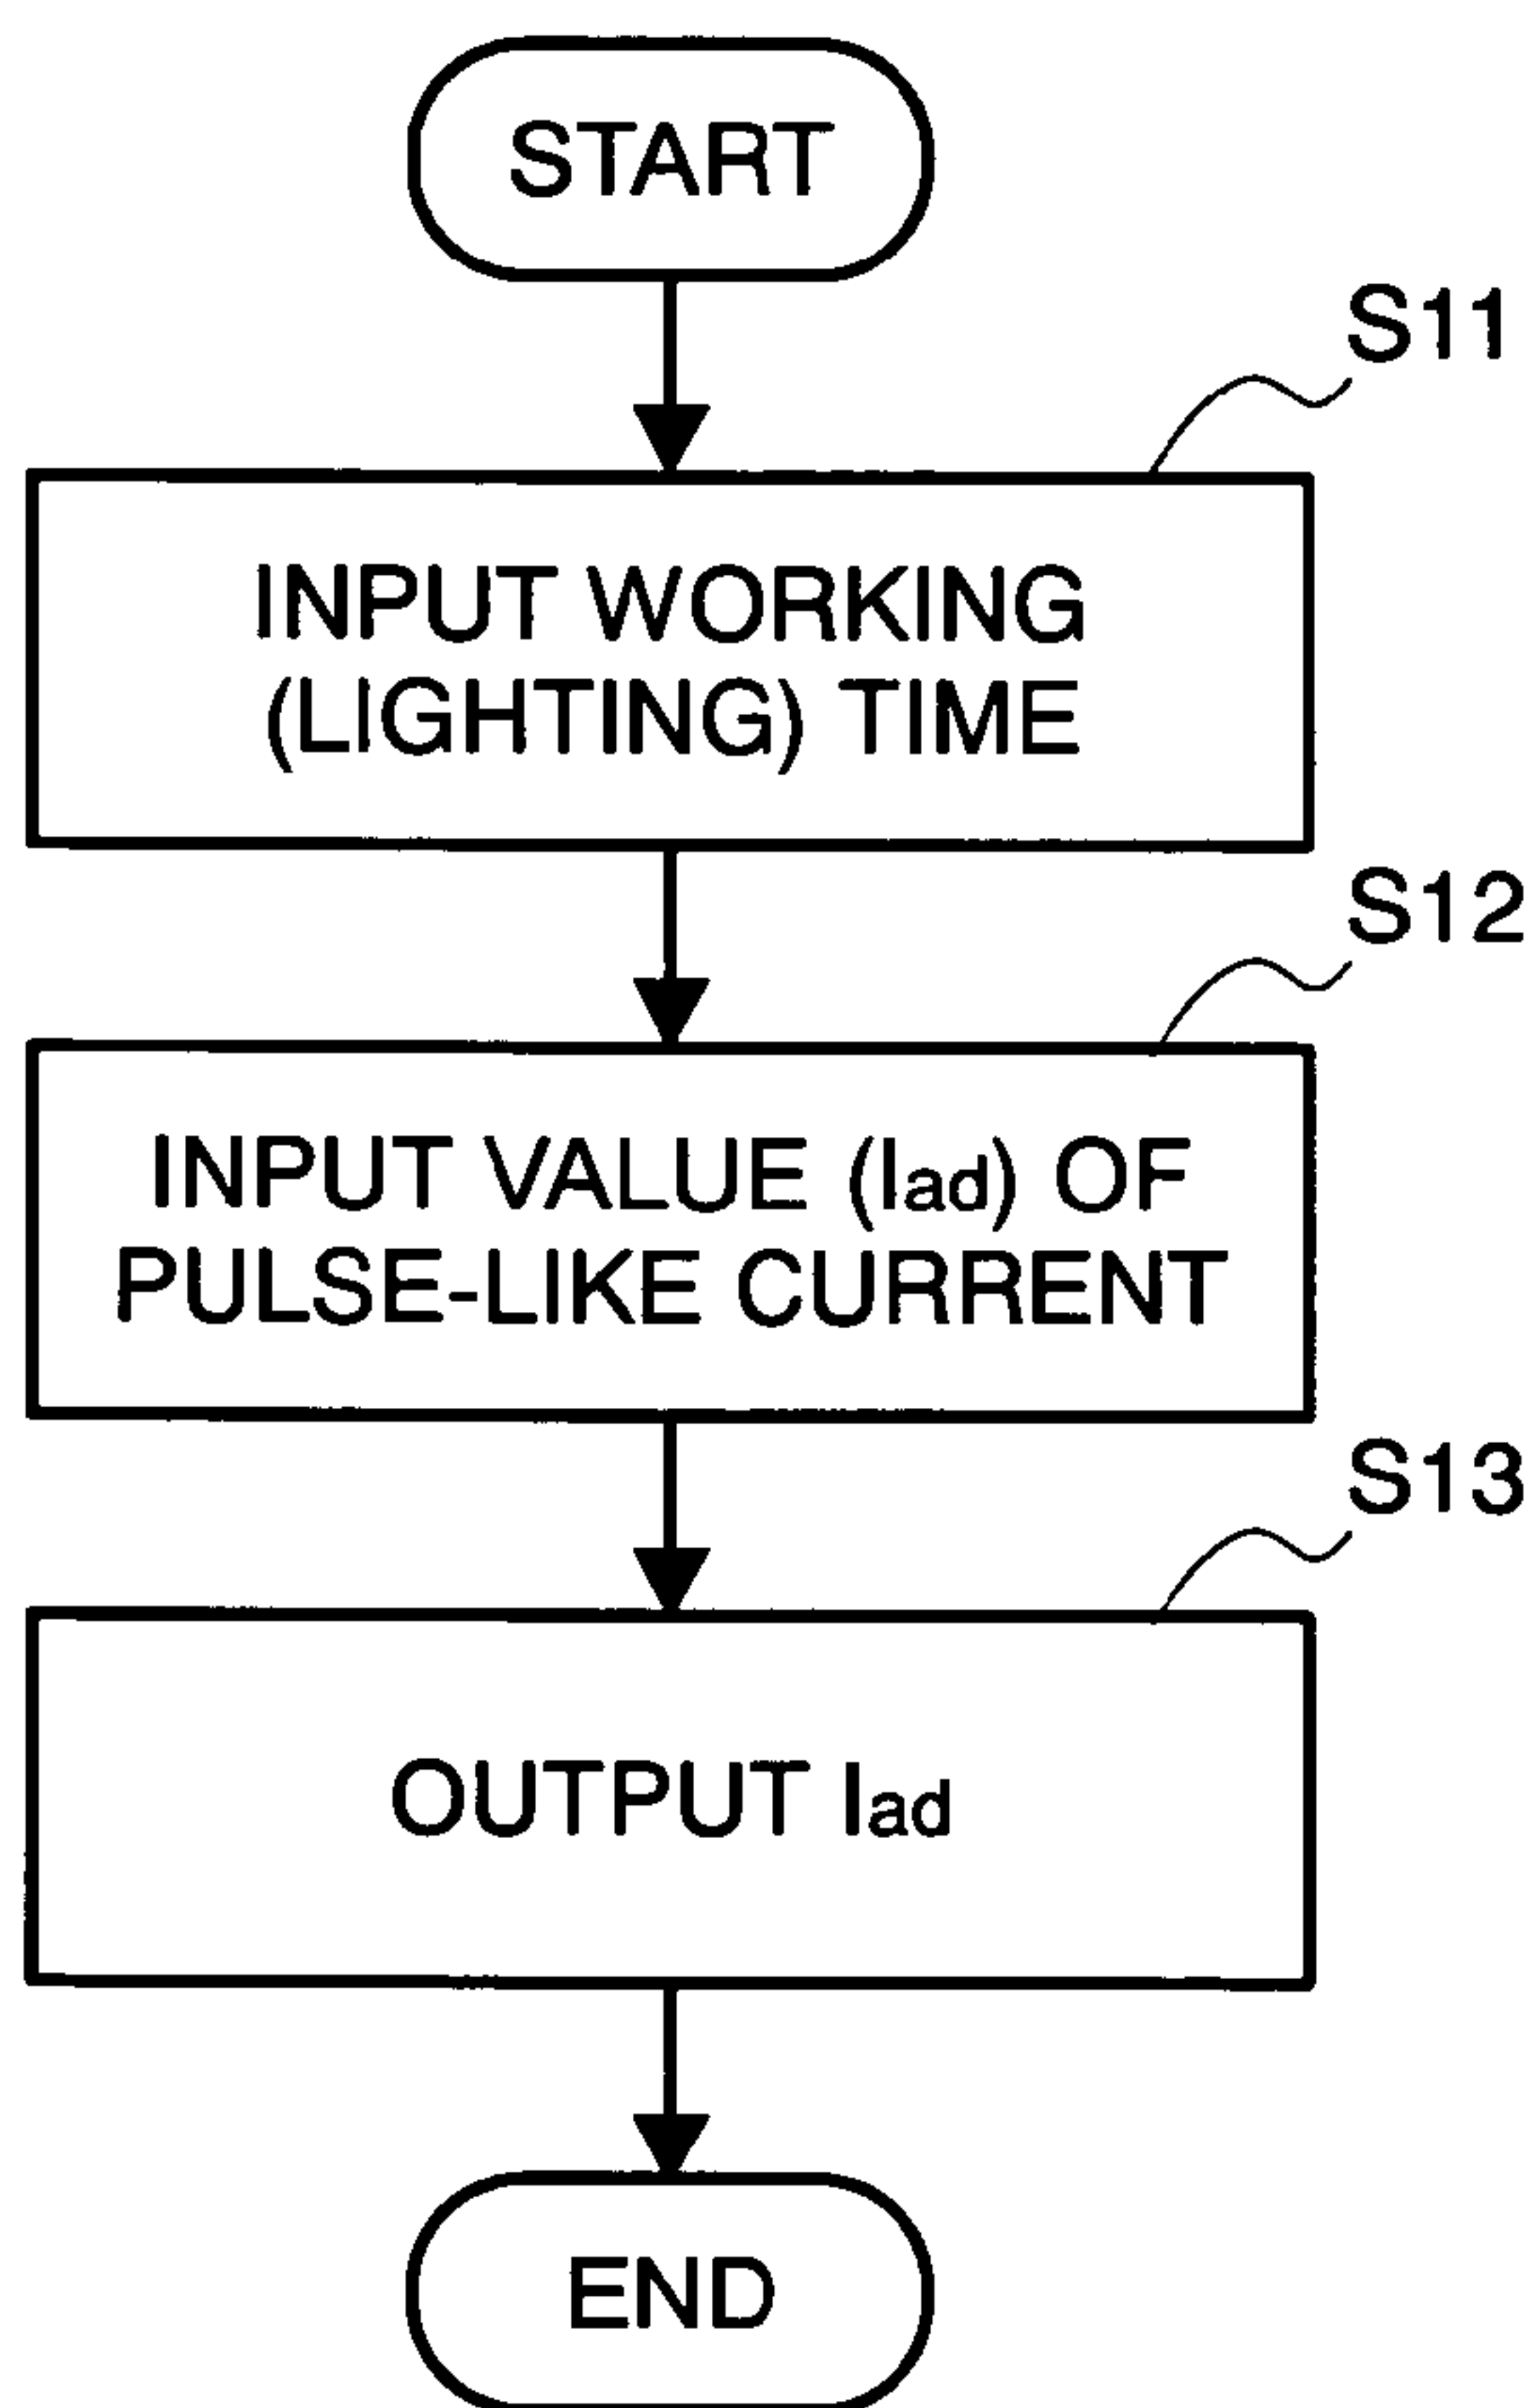 START
S11
INPUT WORKING
(LIGHTING) TIME
S12
INPUT VALUE (Iad) OF
PULSE-LIKE CURRENT
S13
OUTPUT Iad
END